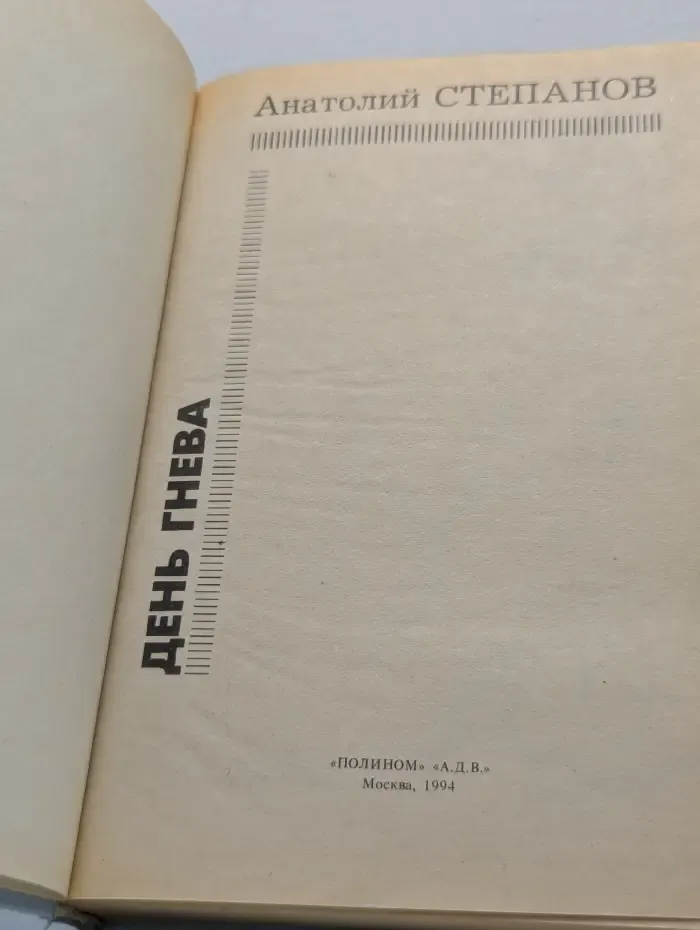 Анатолий СТЕПАНОВ
ДЕНЬ ГНЕВА
«ПОЛИНОМ» «А.Д.В.»
Москва, 1994